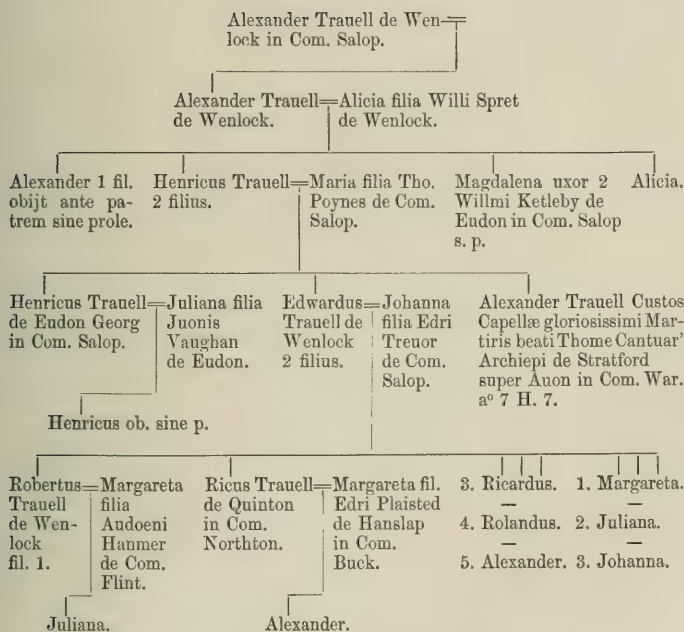 Alexander Trauell de Wen-
lock in Com. Salop.
Alexander Trauell=Alicia filia Willi Spret
de Wenlock. de Wenlock.
Alexander 1 fil.
obijt ante pa-
trem sine prole.
Henricus Trauell=
2 filius.
Maria filia Tho.
Poynes de Com.
Salop.
Magdalena uxor 2
Willmi Ketleby de
Eudon in Com. Salop
s. p.
Alicia.
Henricus Trauell=
de Eudon Georg
in Com. Salop.
Juliana filia
Juonis
Vaughan
de Eudon.
Edwardus=
Trauell de
Wenlock
2 filius.
Johanna
filia Edri
Treuor
de Com.
Salop.
Alexander Trauell Custos
Capellæ gloriosissimi Mar-
tiris beati Thome Cantuar'
Archiepi de Stratford
super Auon in Com. War.
aº 7 H. 7.
Henricus ob. sine p.
Robertus=
Trauell
de Wen-
lock
fil. 1.
Margareta
filia
Audoeni
Hanmer
de Com.
Flint.
Ricus Trauell=
de Quinton
in Com.
Northton.
Margareta fil.
Edri Plaisted
de Hanslap
in Com.
Buck.
3. Ricardus.
—
4. Rolandus.
—
5. Alexander.
1. Margareta.
—
2. Juliana.
—
3. Johanna.
Juliana.
Alexander.